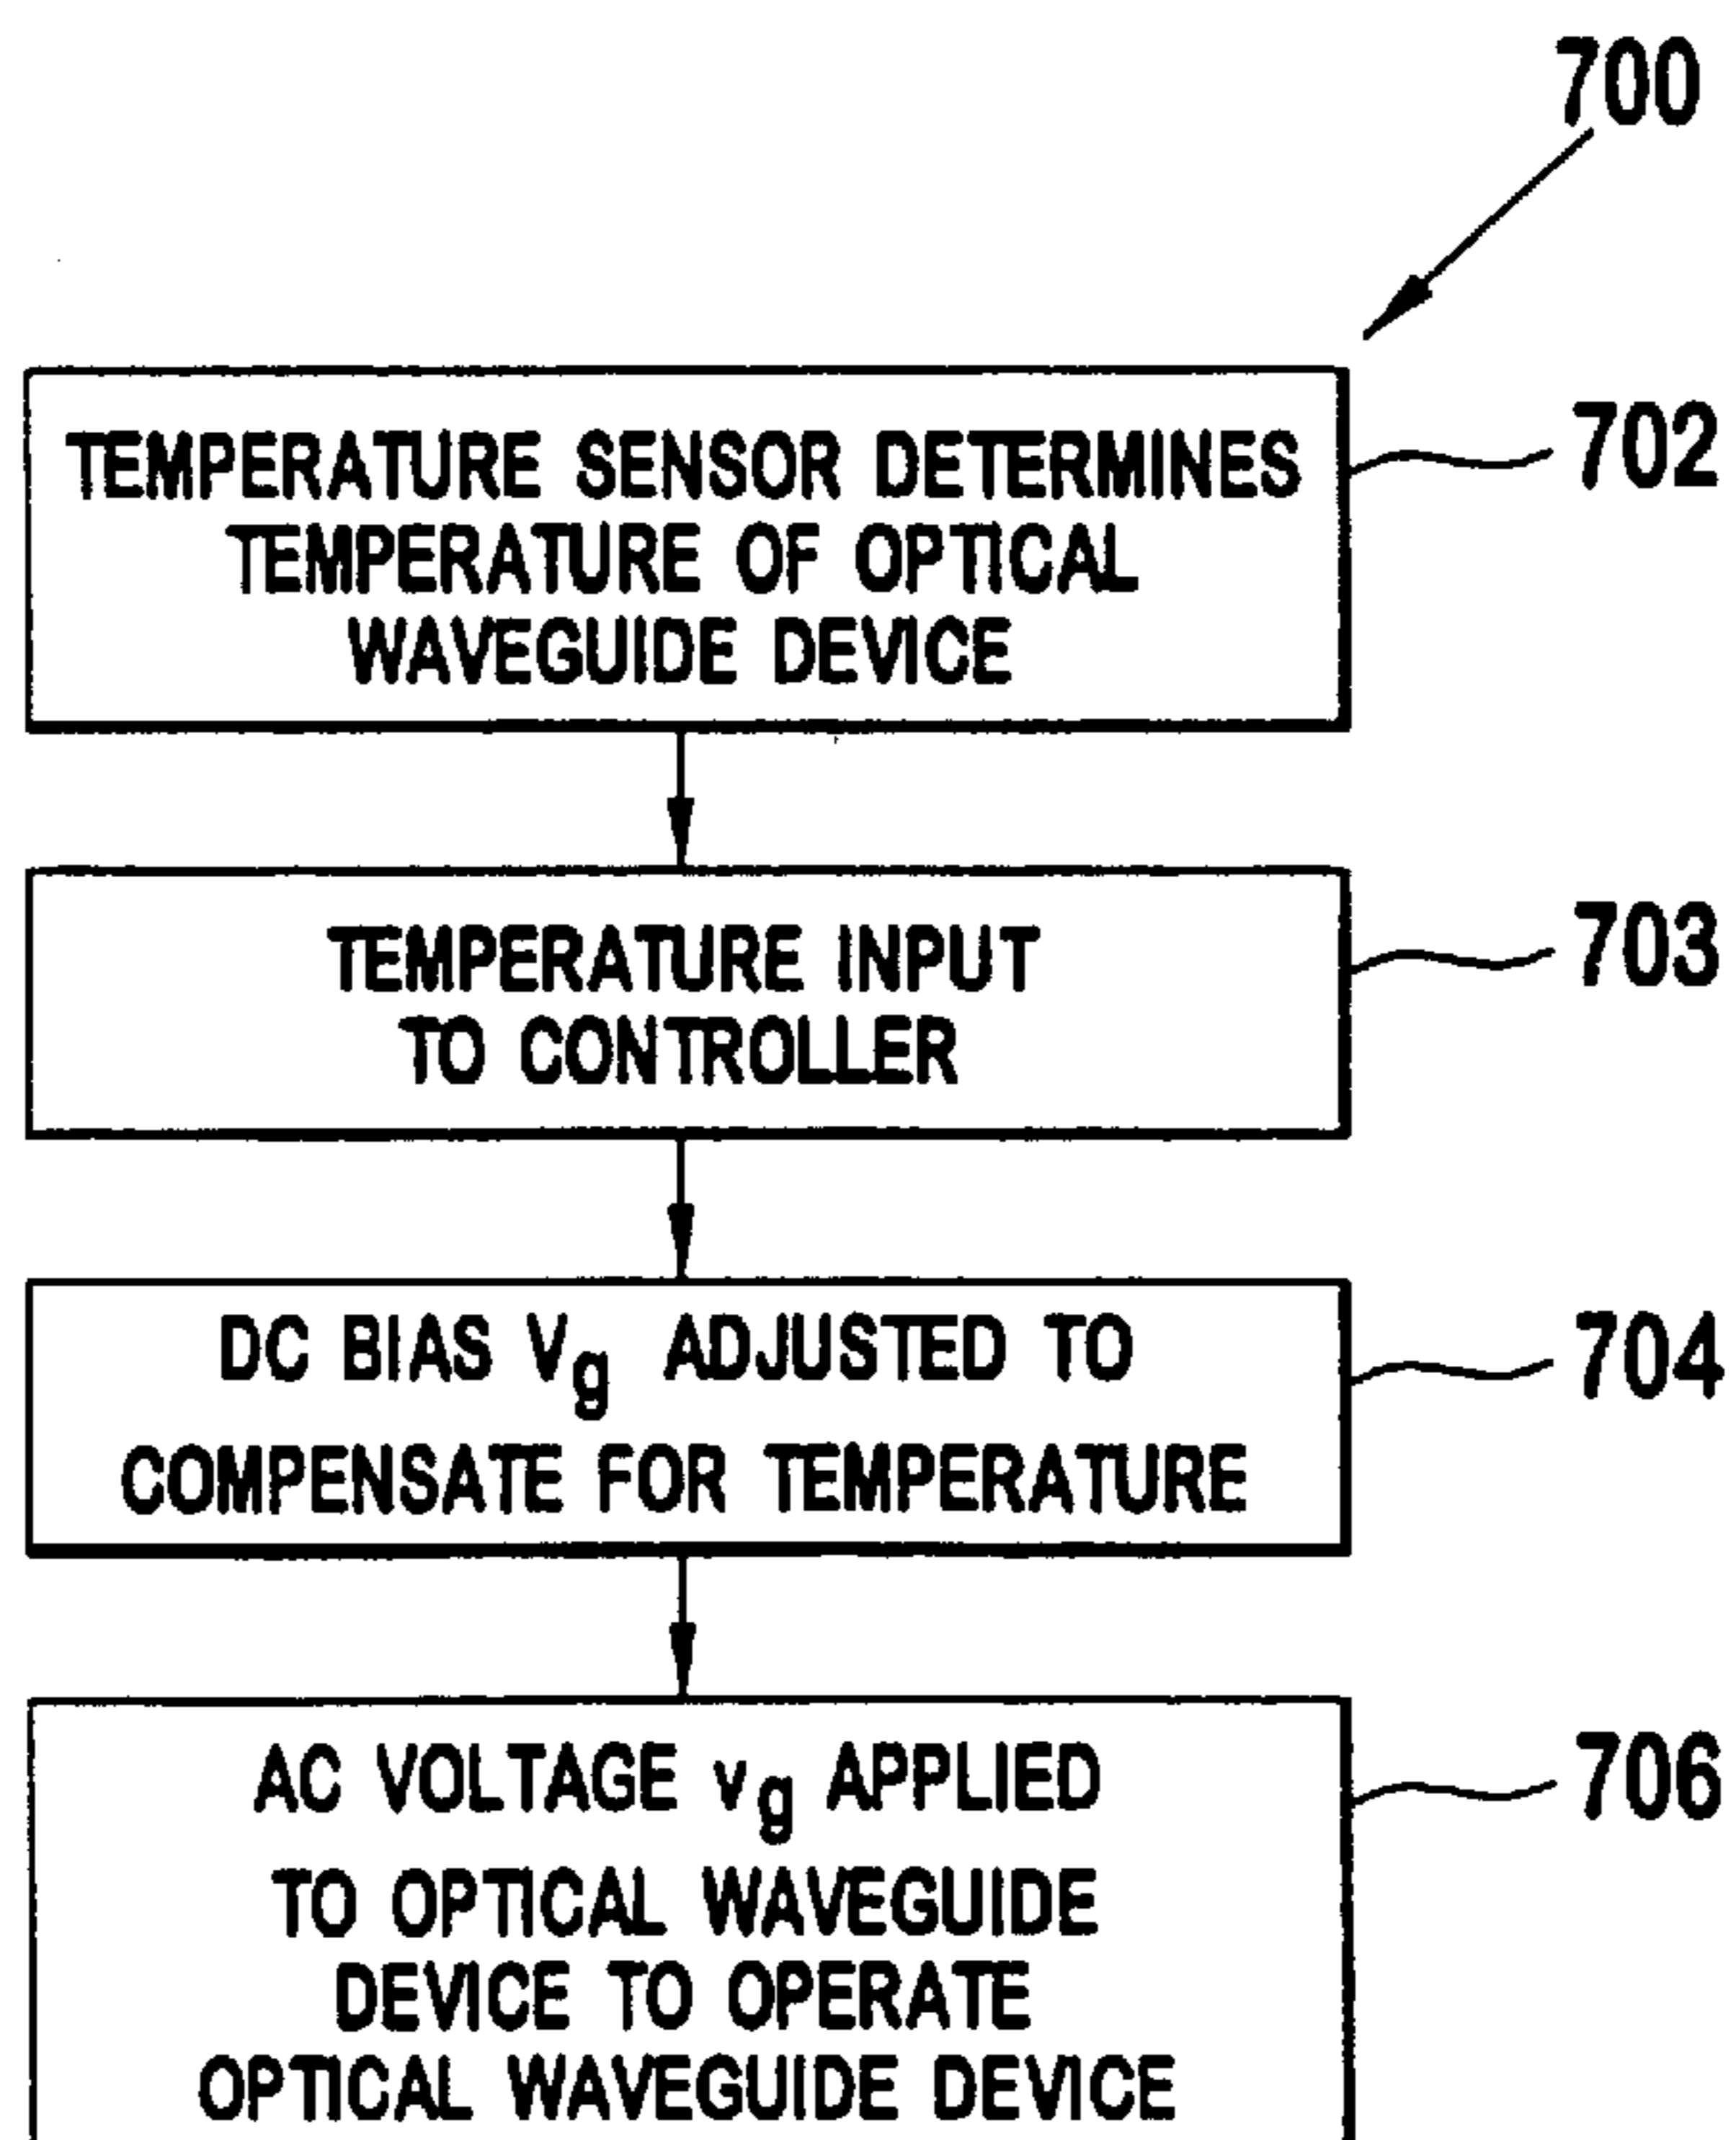 700
TEMPERATURE SENSOR DETERMINES
TEMPERATURE OF OPTICAL
WAVEGUIDE DEVICE
702
TEMPERATURE INPUT
TO CONTROLLER
703
DC BIAS Vg ADJUSTED TO
COMPENSATE FOR TEMPERATURE
704
AC VOLTAGE vg APPLIED
TO OPTICAL WAVEGUIDE
DEVICE TO OPERATE
OPTICAL WAVEGUIDE DEVICE
706